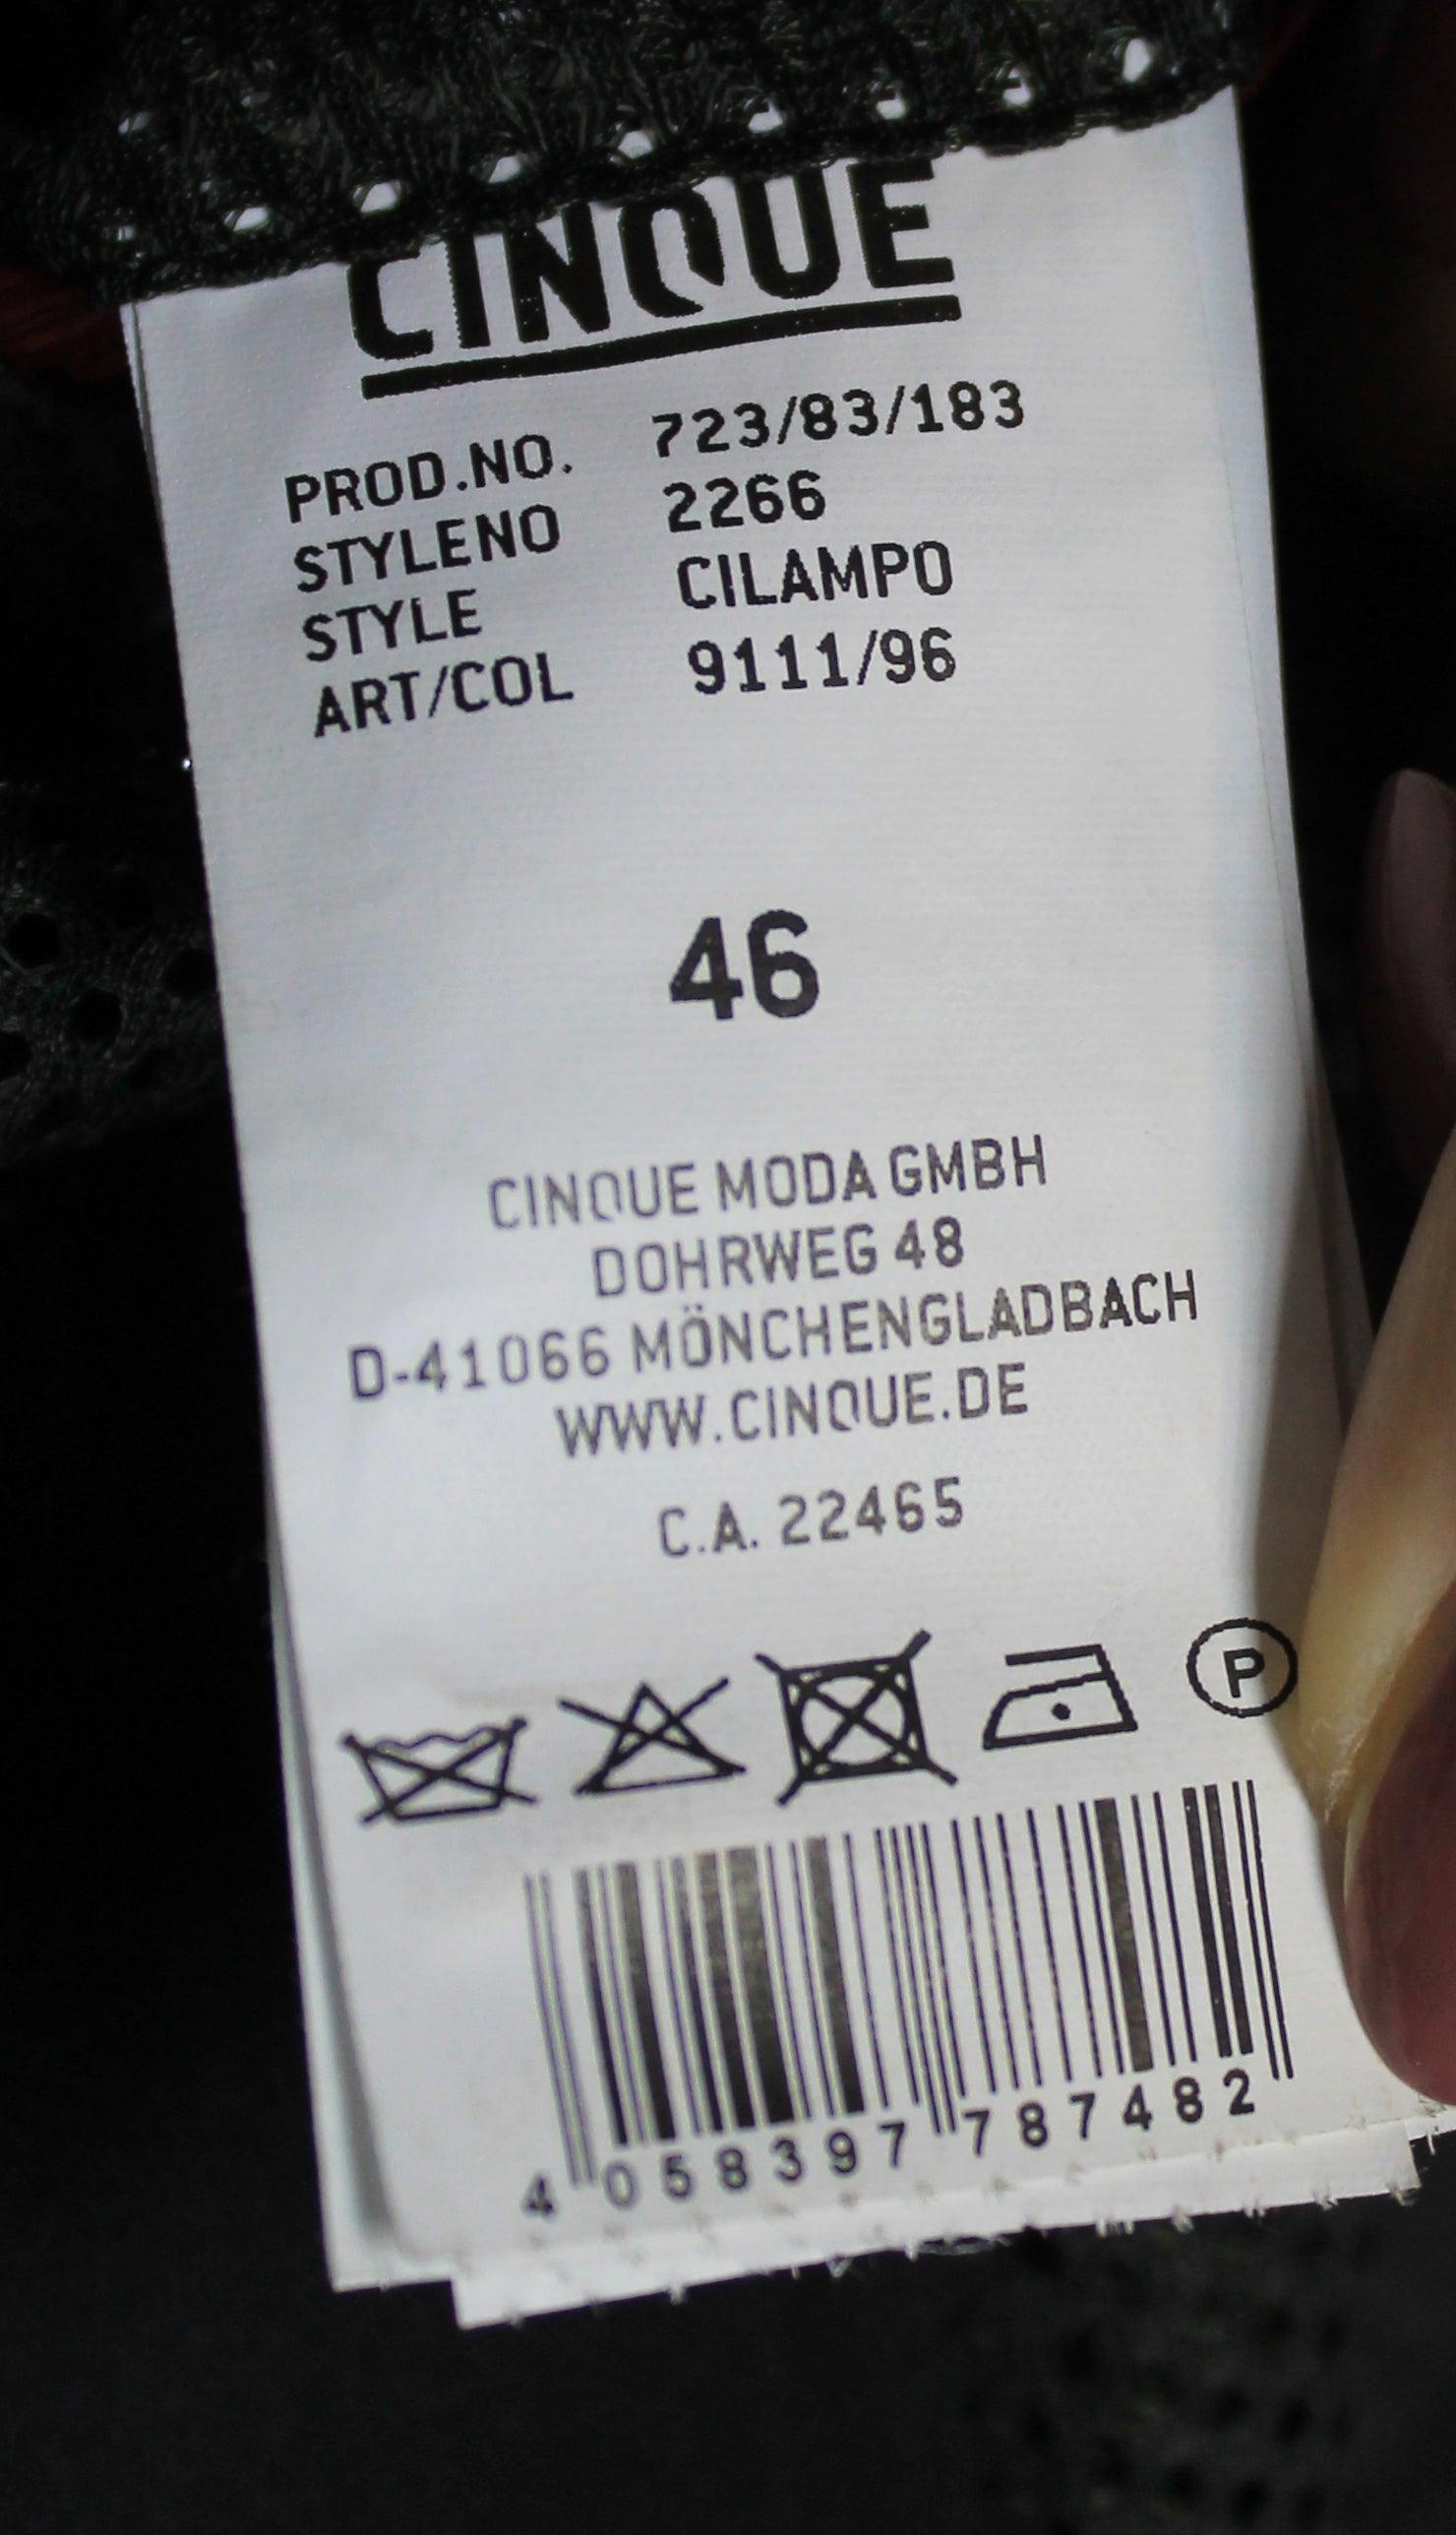 CINQUE
PROD.NO. 723/83/183
STYLENO 2266
STYLE CILAMPO
ART/COL 9111/96
46
CINQUE MODA GMBH
DOHRWEG 48
D-41066 MÖNCHENGLADBACH
WWW.CINQUE.DE
C.A. 22465
P
4 058397 787482